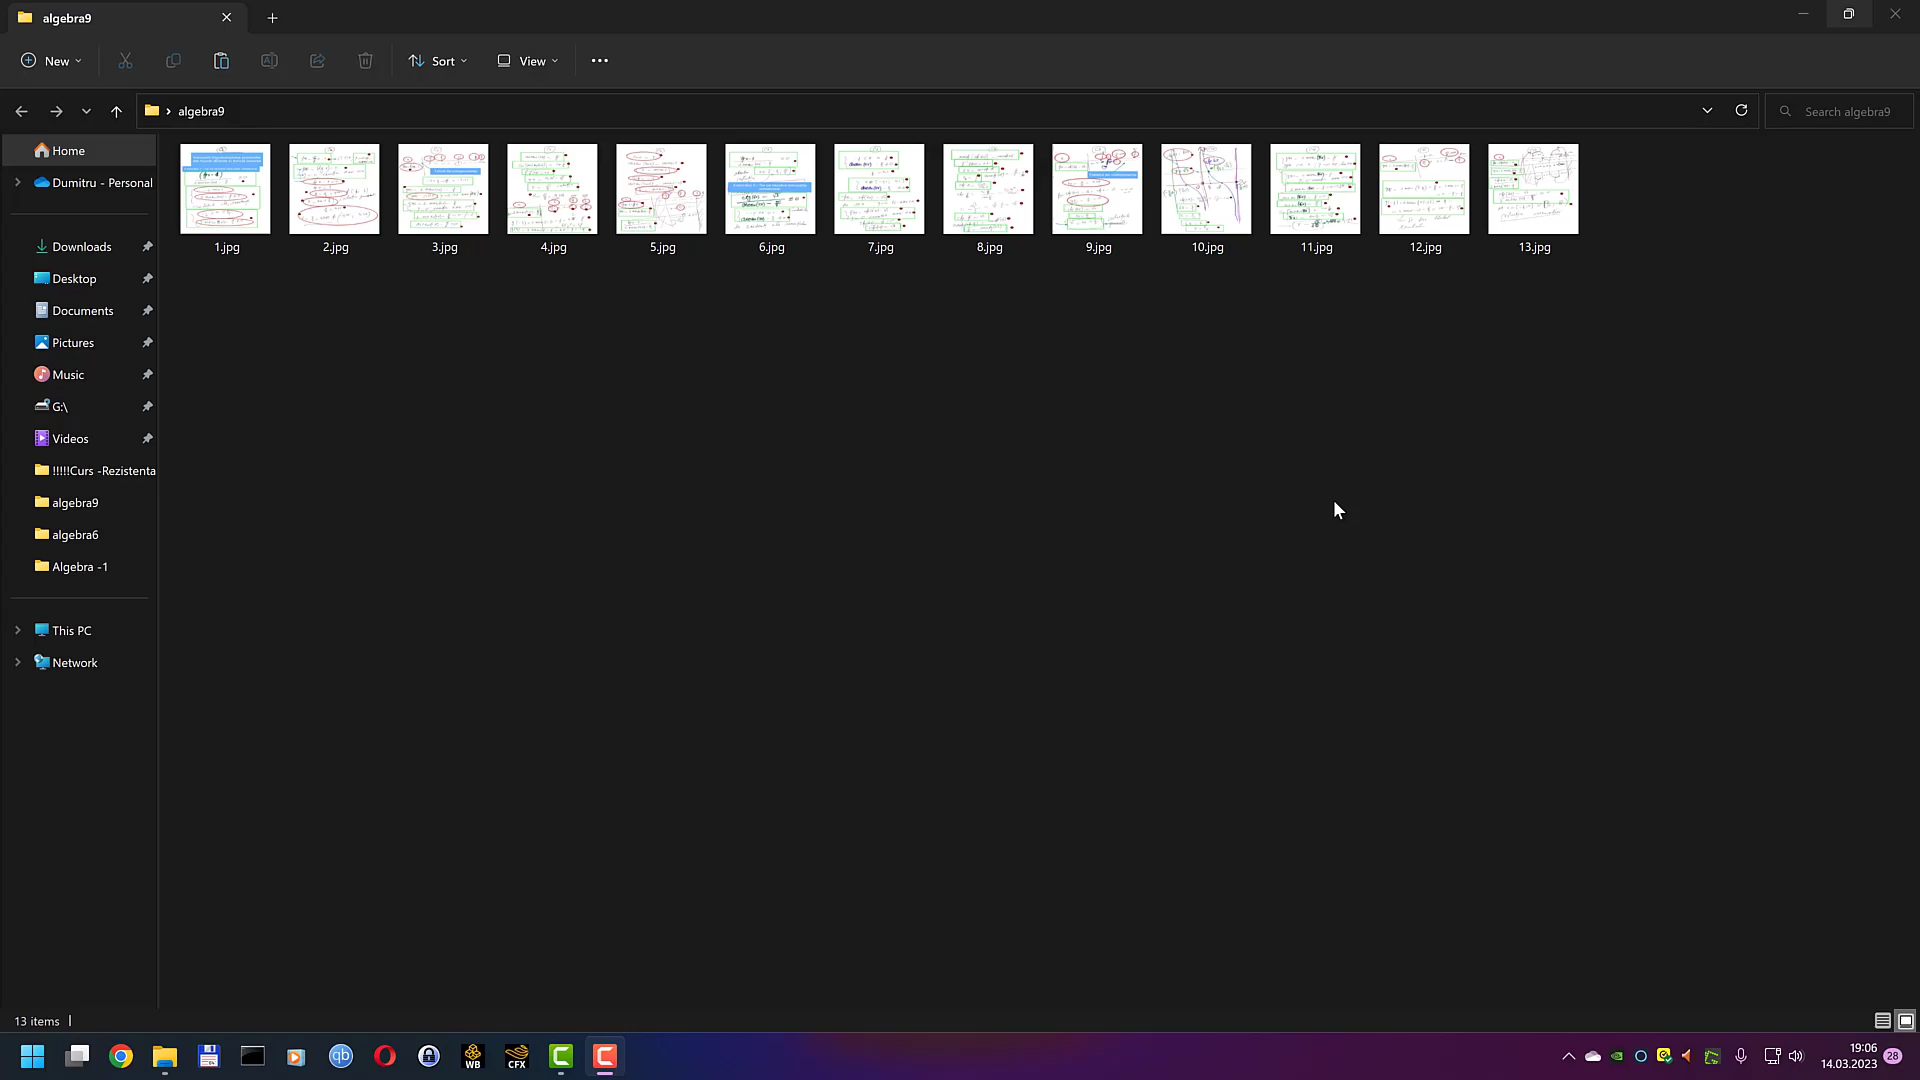 algebra9
New
Sort
View
algebra9
Search algebra9
Home
Dumitru - Personal
Downloads
Desktop
Documents
Pictures
Music
G:\
Videos
!!!!!Curs -Rezistenta
algebra9
algebra6
Algebra -1
This PC
Network
1.jpg
2.jpg
3.jpg
4.jpg
5.jpg
6.jpg
7.jpg
8.jpg
9.jpg
10.jpg
11.jpg
12.jpg
13.jpg
13 items
qb
WB
CFX
19:06
14.03.2023
28